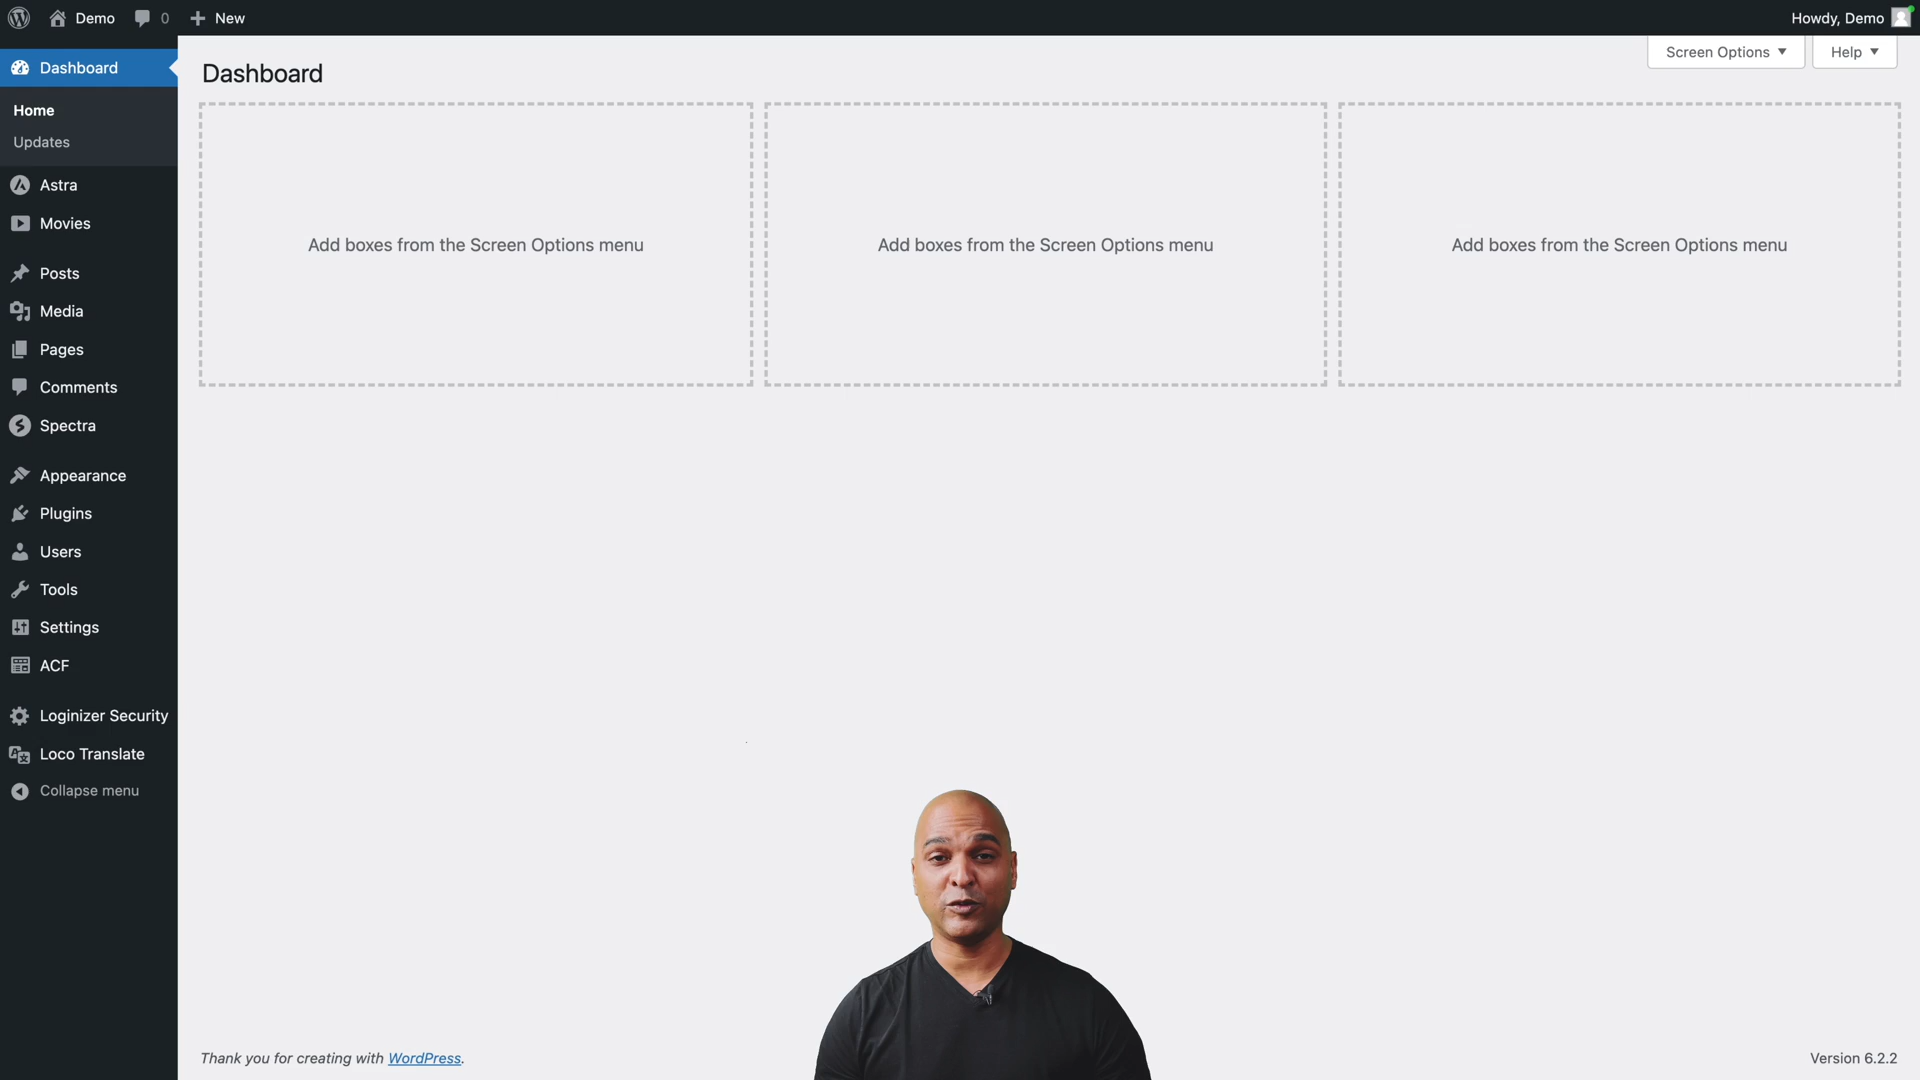 Demo
0
New
Howdy, Demo
Screen Options
Help
Dashboard
Home
Updates
Astra
Movies
Posts
Media
Pages
Comments
Spectra
Appearance
Plugins
Users
Tools
Settings
ACF
Loginizer Security
Loco Translate
Collapse menu
Dashboard
Add boxes from the Screen Options menu
Add boxes from the Screen Options menu
Add boxes from the Screen Options menu
Thank you for creating with WordPress.
Version 6.2.2